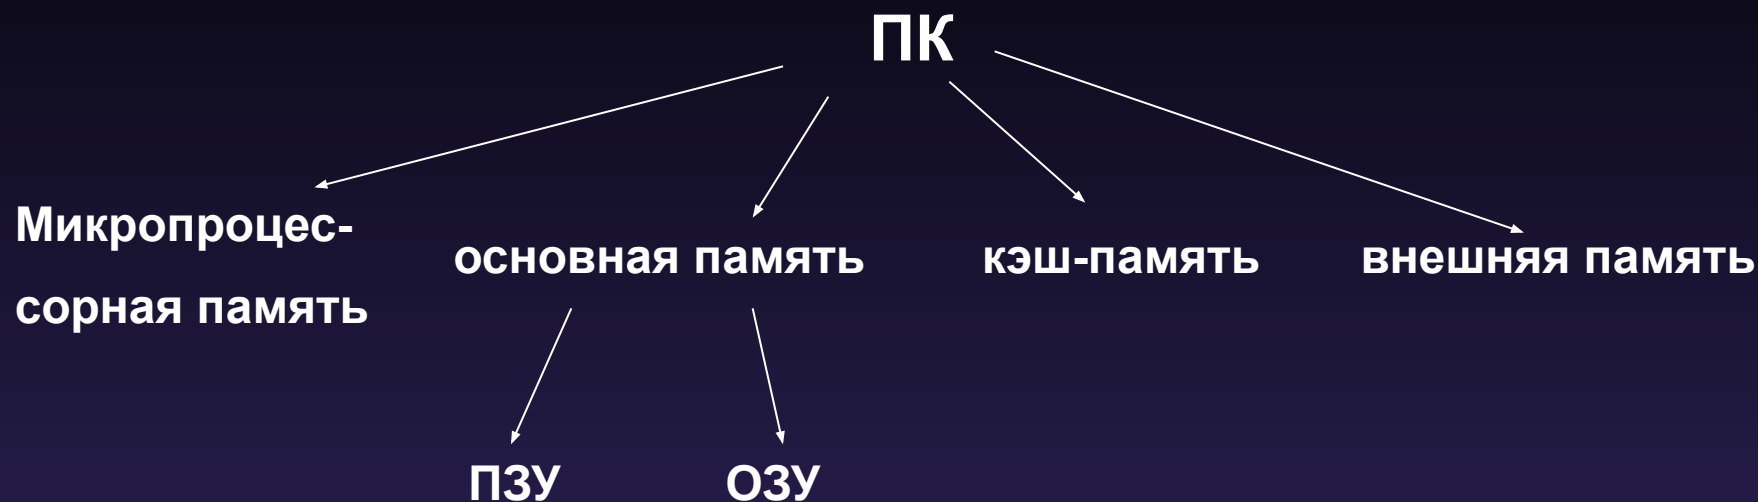 ПК
Микропроцес-
сорная память
основная память
кэш-память
внешняя память
ПЗУ
ОЗУ